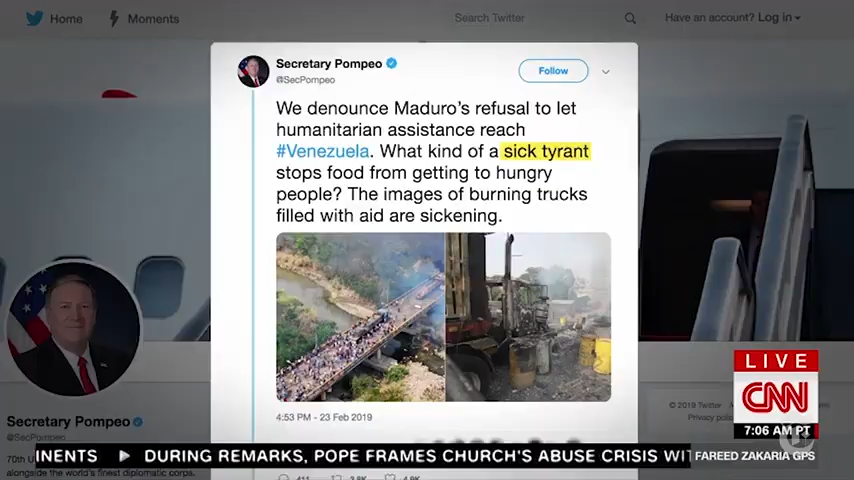 Home
Moments
Search Twitter
Have an account? Log in
Secretary Pompeo
@SecPompeo
Follow
We denounce Maduro's refusal to let
humanitarian assistance reach
#Venezuela. What kind of a sick tyrant
stops food from getting to hungry
people? The images of burning trucks
filled with aid are sickening.
4:53 PM - 23 Feb 2019
Secretary Pompeo
@SecPompeo
70th U
alongside the world's finest diplomatic corps.
© 2019 Twitter
LIVE
CNN
7:06 AM PT
INENTS ▶ DURING REMARKS, POPE FRAMES CHURCH'S ABUSE CRISIS WI
FAREED ZAKARIA GPS